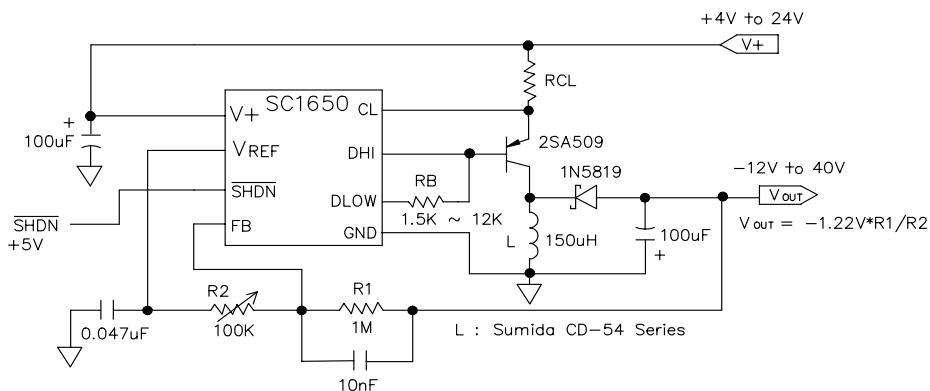 +4V to 24V
V+
RCL
SC1650
V+
CL
+
100uF
VREF
DHI
2SA509
1N5819
-12V to 40V
SHDN
RB
VOUT
SHDN
DLOW
1.5K ~ 12K
+5V
FB
GND
L
150uH
100uF
+
VOUT = -1.22V*R1/R2
R2
R1
0.047uF
100K
1M
L : Sumida CD-54 Series
10nF